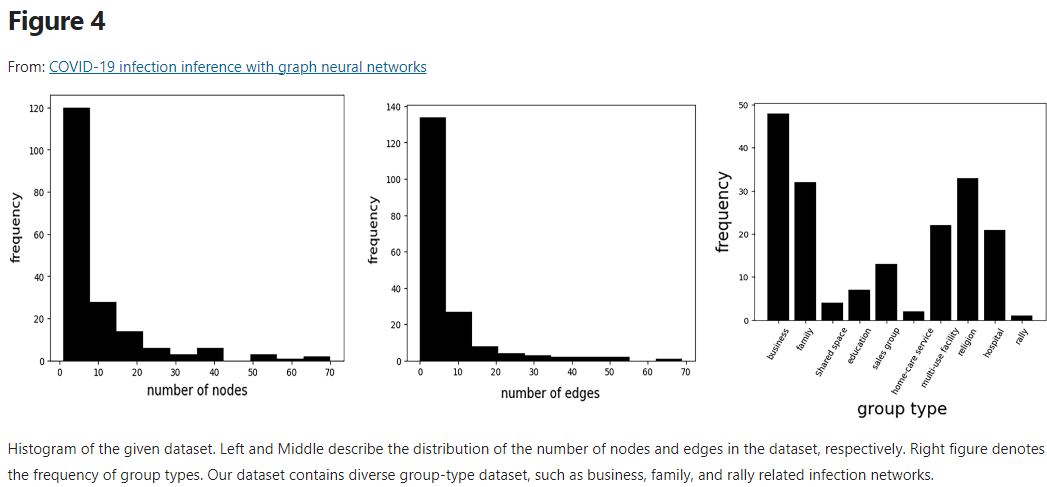 Figure 4
From: COVID-19 infection inference with graph neural networks
120
100
80
60
40
20
0
frequency
0 10 20 30 40 50 60 70
number of nodes
140
120
100
80
60
40
20
0
frequency
0 10 20 30 40 50 60 70
number of edges
50
40
30
20
10
0
frequency
business
family
Shared space
education
sales group
home-care service
multi-use facility
religion
hospital
rally
group type
Histogram of the given dataset. Left and Middle describe the distribution of the number of nodes and edges in the dataset, respectively. Right figure denotes
the frequency of group types. Our dataset contains diverse group-type dataset, such as business, family, and rally related infection networks.